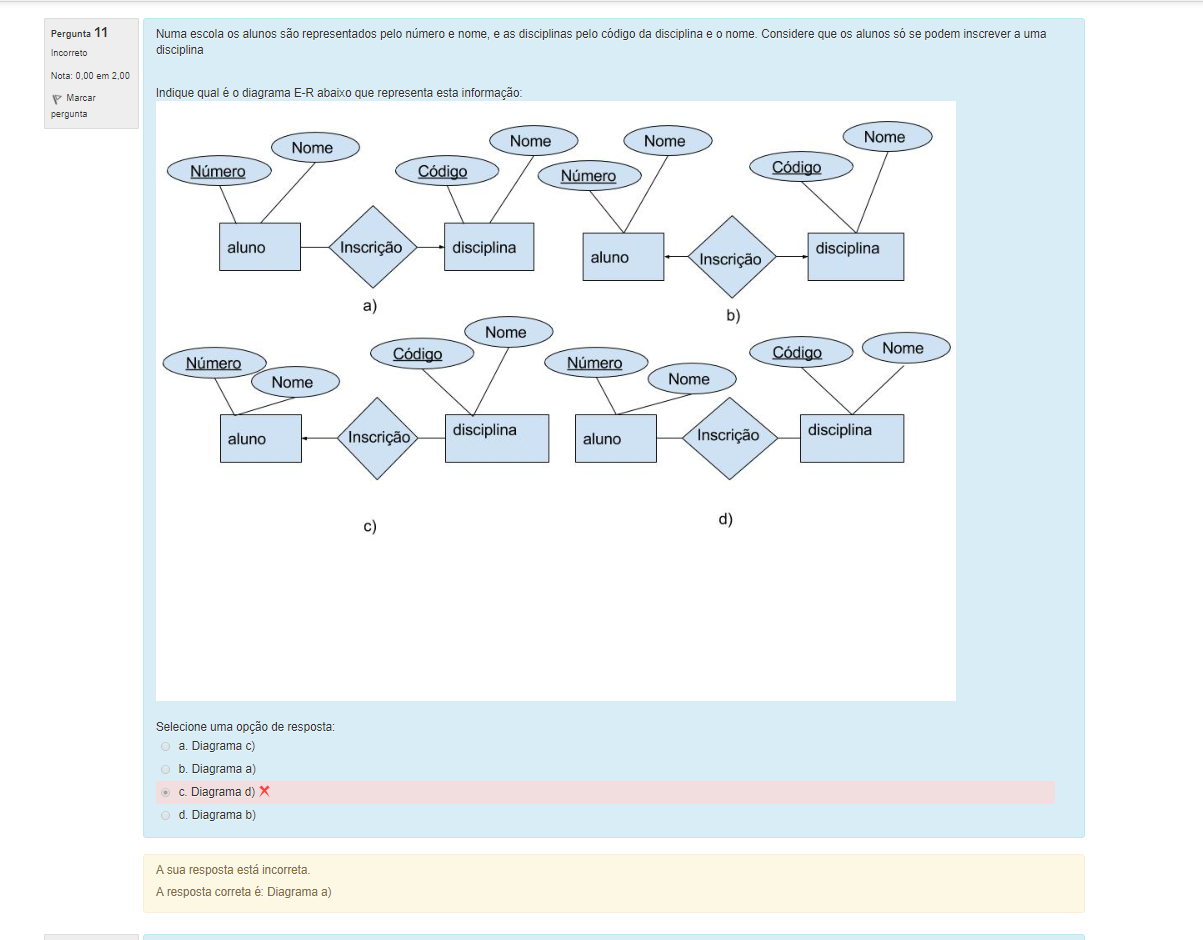 Pergunta 11
Incorreto
Nota: 0,00 em 2,00
Marcar
pergunta
Numa escola os alunos são representados pelo número e nome, e as disciplinas pelo código da disciplina e o nome. Considere que os alunos só se podem inscrever a uma
disciplina
Indique qual é o diagrama E-R abaixo que representa esta informação:
Número
Nome
Código
Nome
aluno
Inscrição
disciplina
a)
Número
Nome
Código
Nome
aluno
Inscrição
disciplina
b)
Número
Nome
Código
Nome
aluno
Inscrição
disciplina
c)
Número
Nome
Código
Nome
aluno
Inscrição
disciplina
d)
Selecione uma opção de resposta:
a. Diagrama c)
b. Diagrama a)
c. Diagrama d)
d. Diagrama b)
A sua resposta está incorreta.
A resposta correta é: Diagrama a)